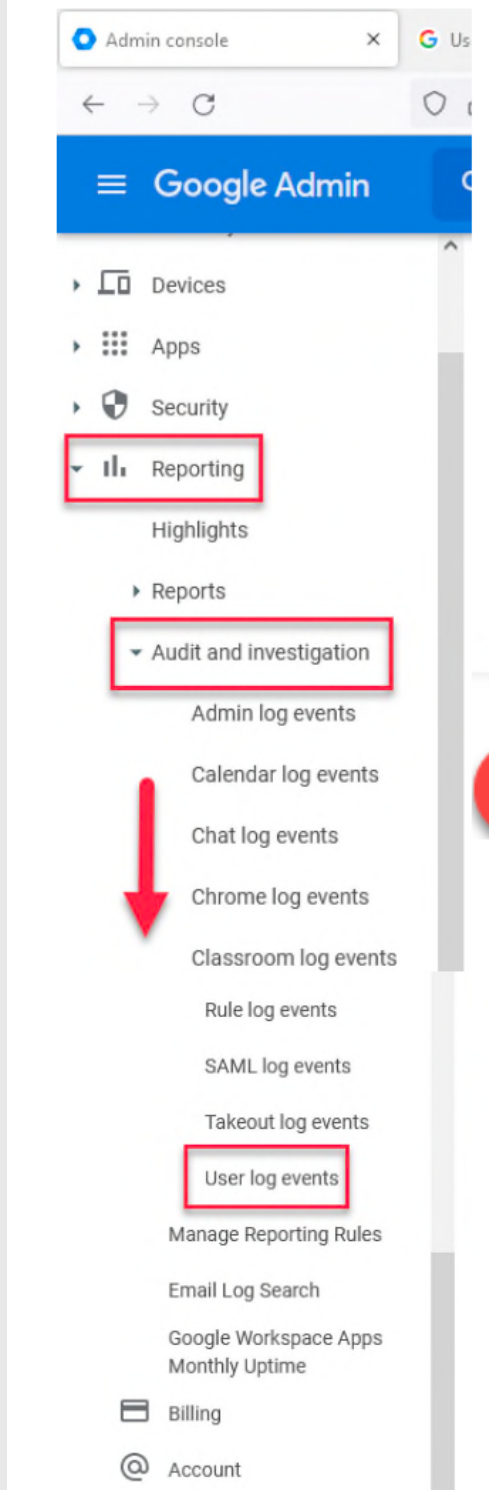 Admin console
Us
Google Admin
Devices
Apps
Security
Reporting
Highlights
Reports
Audit and investigation
Admin log events
Calendar log events
Chat log events
Chrome log events
Classroom log events
Rule log events
SAML log events
Takeout log events
User log events
Manage Reporting Rules
Email Log Search
Google Workspace Apps
Monthly Uptime
Billing
Account